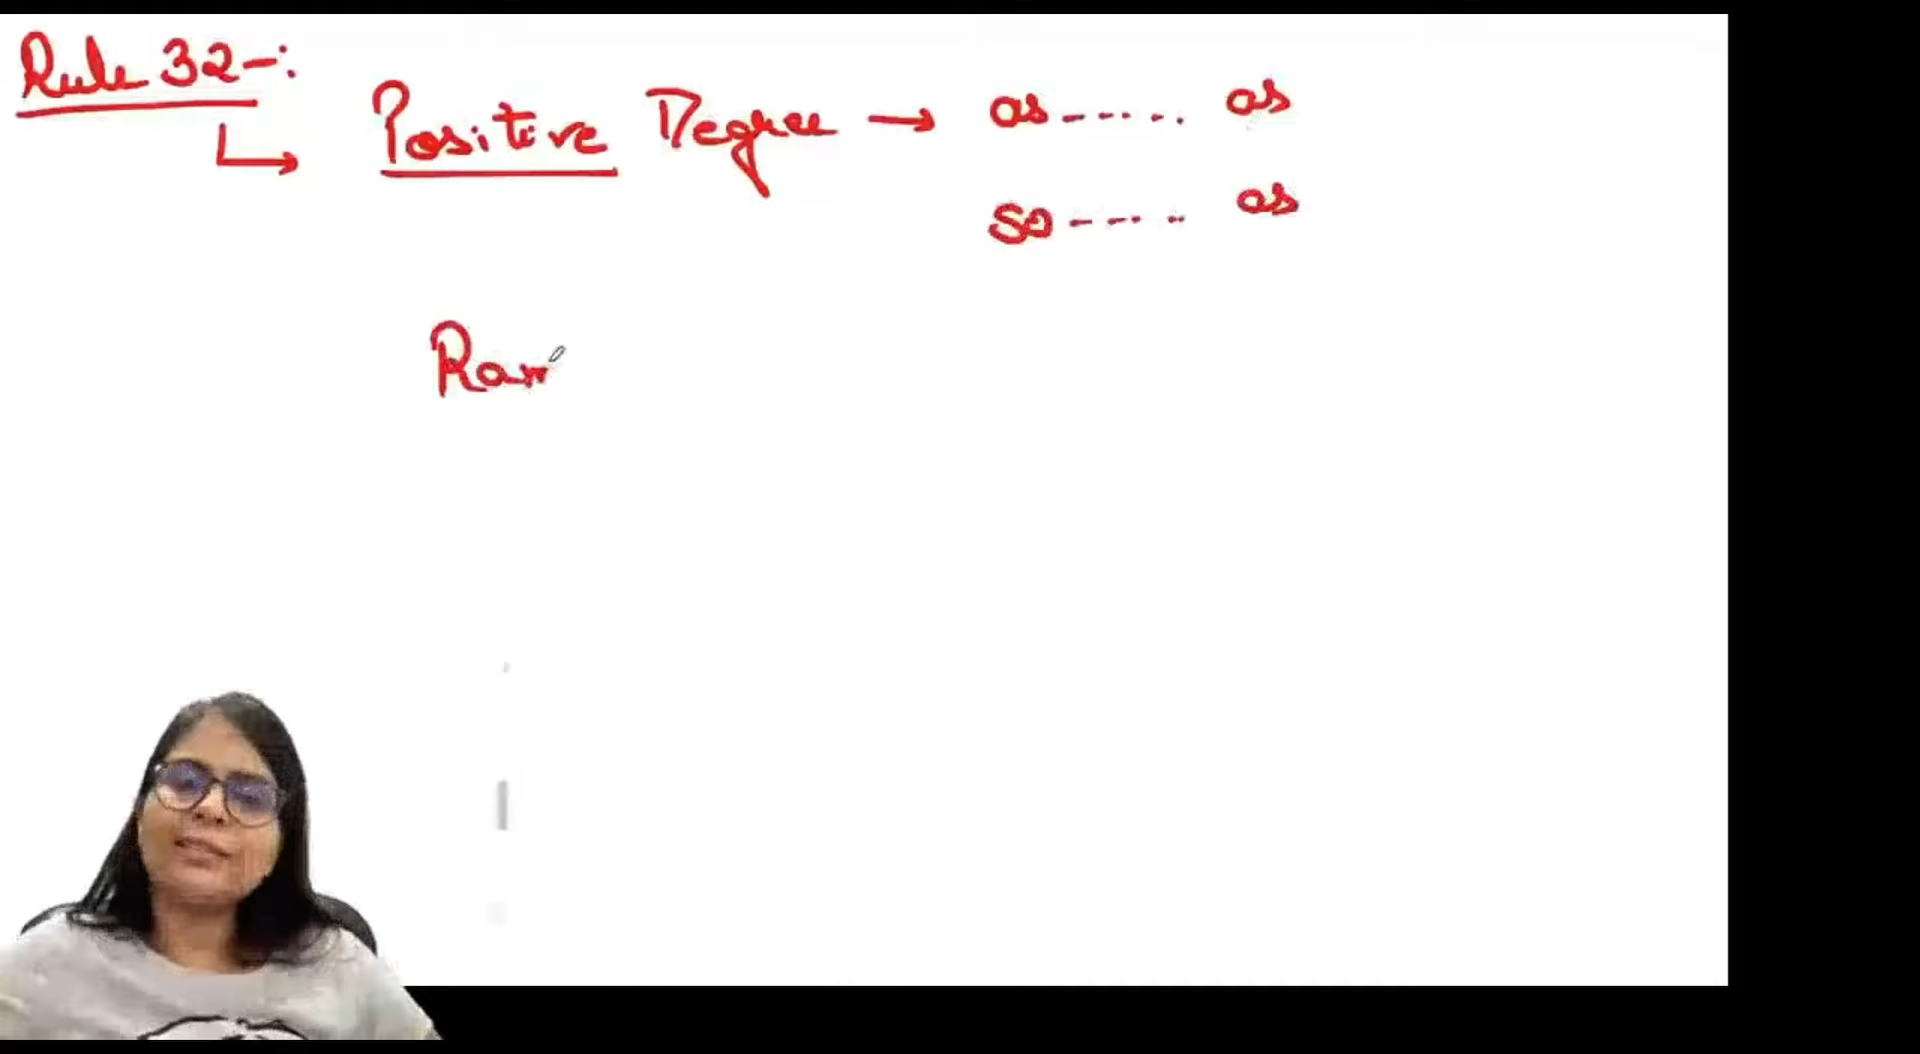 Rule 32-:
Positive Degree → as ..... as
so ..... as
Ram